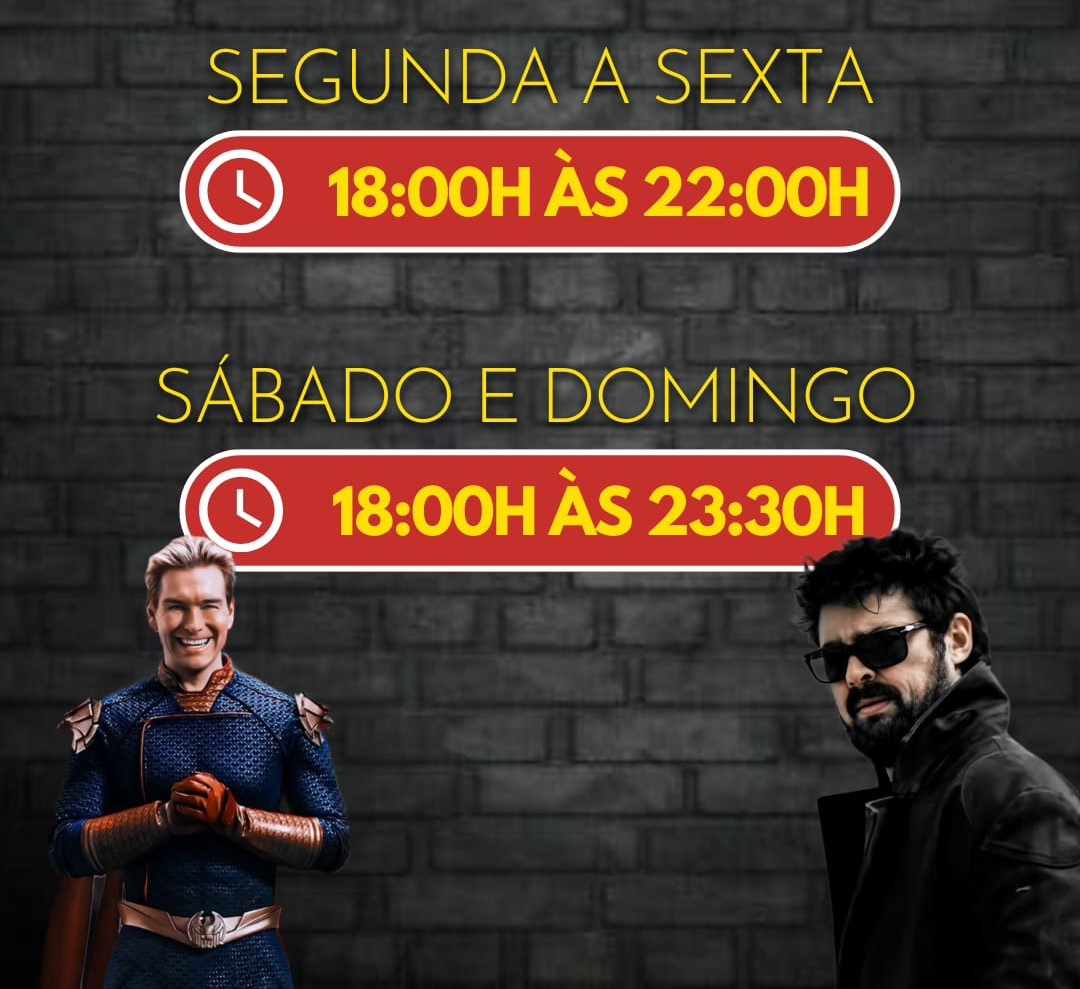 SEGUNDA A SEXTA
18:00H ÀS 22:00H
SÁBADO E DOMINGO
18:00H ÀS 23:30H